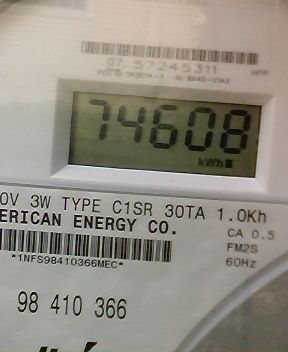 07. 57245311
74608
kWh
0V 3W TYPE C1SR 30TA 1.0Kh
ERICAN ENERGY CO.
CA 0.5
FM2S
60Hz
*1NFS98410366MEC*
98 410 366